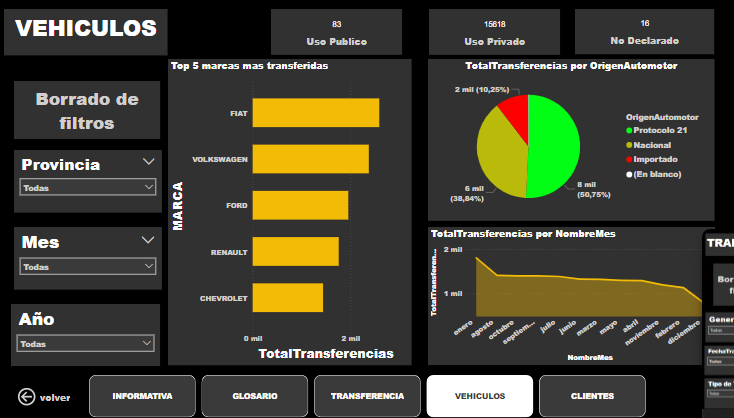 VEHICULOS
83
Uso Publico
15618
Uso Privado
16
No Declarado
Borrado de
filtros
Provincia
Todas
Mes
Todas
Año
Todas
Top 5 marcas mas transferidas
MARCA
FIAT
VOLKSWAGEN
FORD
RENAULT
CHEVROLET
0 mil
2 mil
TotalTransferencias
TotalTransferencias por OrigenAutomotor
2 mil (10,25%)
6 mil
(38,84%)
8 mil
(50,75%)
OrigenAutomotor
Protocolo 21
Nacional
Importado
(En blanco)
TotalTransferencias por NombreMes
TotalTransferen...
2 mil
1 mil
enero
agosto
octubre
septiem...
julio
junio
marzo
mayo
abril
noviembre
febrero
diciembre
NombreMes
TRAN
Bor
fi
Gener
Todas
FechaTra
Todas
Tipo de
Todas
volver
INFORMATIVA
GLOSARIO
TRANSFERENCIA
VEHICULOS
CLIENTES